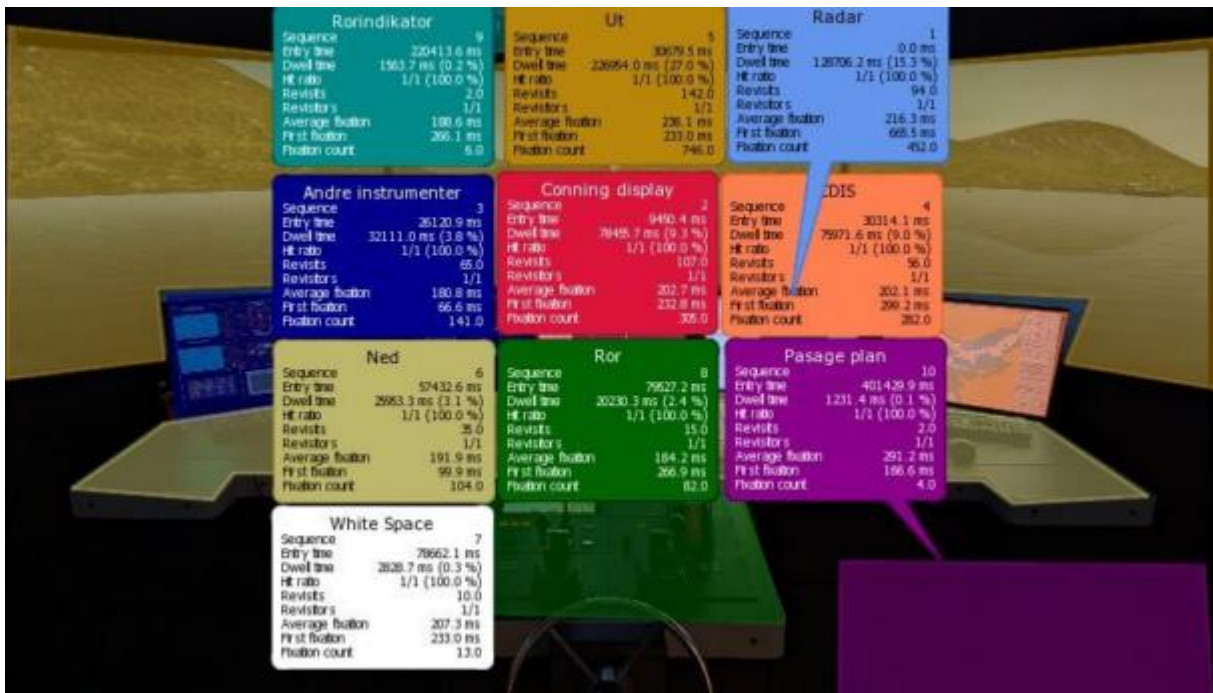 Rorindikator
Sequence 9
Entry time 220413.6 ms
Dwell time 1563.7 ms (0.2 %)
Hit ratio 1/1 (100.0 %)
Revisits 2.0
Revisitors 1/1
Average fixation 188.6 ms
First fixation 266.1 ms
Fixation count 6.0
Ut
Sequence 5
Entry time 30679.5 ms
Dwell time 226954.0 ms (27.0 %)
Hit ratio 1/1 (100.0 %)
Revisits 142.0
Revisitors 1/1
Average fixation 236.1 ms
First fixation 233.0 ms
Fixation count 746.0
Radar
Sequence 1
Entry time 0.0 ms
Dwell time 128706.2 ms (15.3 %)
Hit ratio 1/1 (100.0 %)
Revisits 94.0
Revisitors 1/1
Average fixation 216.3 ms
First fixation 665.5 ms
Fixation count 452.0
Andre instrumenter
Sequence 3
Entry time 26120.9 ms
Dwell time 32111.0 ms (3.8 %)
Hit ratio 1/1 (100.0 %)
Revisits 65.0
Revisitors 1/1
Average fixation 180.8 ms
First fixation 66.6 ms
Fixation count 141.0
Conning display
Sequence 2
Entry time 9450.4 ms
Dwell time 78455.7 ms (9.3 %)
Hit ratio 1/1 (100.0 %)
Revisits 107.0
Revisitors 1/1
Average fixation 202.7 ms
First fixation 232.8 ms
Fixation count 305.0
CDIS
Sequence 4
Entry time 30314.1 ms
Dwell time 75971.6 ms (9.0 %)
Hit ratio 1/1 (100.0 %)
Revisits 56.0
Revisitors 1/1
Average fixation 202.1 ms
First fixation 299.2 ms
Fixation count 282.0
Ned
Sequence 6
Entry time 57432.6 ms
Dwell time 25953.3 ms (3.1 %)
Hit ratio 1/1 (100.0 %)
Revisits 35.0
Revisitors 1/1
Average fixation 191.9 ms
First fixation 99.9 ms
Fixation count 104.0
Ror
Sequence 8
Entry time 79527.2 ms
Dwell time 20230.3 ms (2.4 %)
Hit ratio 1/1 (100.0 %)
Revisits 15.0
Revisitors 1/1
Average fixation 184.2 ms
First fixation 266.9 ms
Fixation count 62.0
Pasage plan
Sequence 10
Entry time 401429.9 ms
Dwell time 1231.4 ms (0.1 %)
Hit ratio 1/1 (100.0 %)
Revisits 2.0
Revisitors 1/1
Average fixation 291.2 ms
First fixation 166.6 ms
Fixation count 4.0
White Space
Sequence 7
Entry time 78662.1 ms
Dwell time 2828.7 ms (0.3 %)
Hit ratio 1/1 (100.0 %)
Revisits 10.0
Revisitors 1/1
Average fixation 207.3 ms
First fixation 233.0 ms
Fixation count 13.0